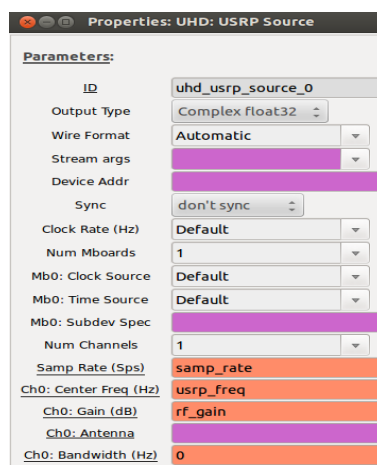 Properties: UHD: USRP Source
Parameters:
ID uhd_usrp_source_0
Output Type Complex float32
Wire Format Automatic
Stream args
Device Addr
Sync don't sync
Clock Rate (Hz) Default
Num Mboards 1
Mb0: Clock Source Default
Mb0: Time Source Default
Mb0: Subdev Spec
Num Channels 1
Samp Rate (Sps) samp_rate
Ch0: Center Freq (Hz) usrp_freq
Ch0: Gain (dB) rf_gain
Ch0: Antenna
Ch0: Bandwidth (Hz) 0